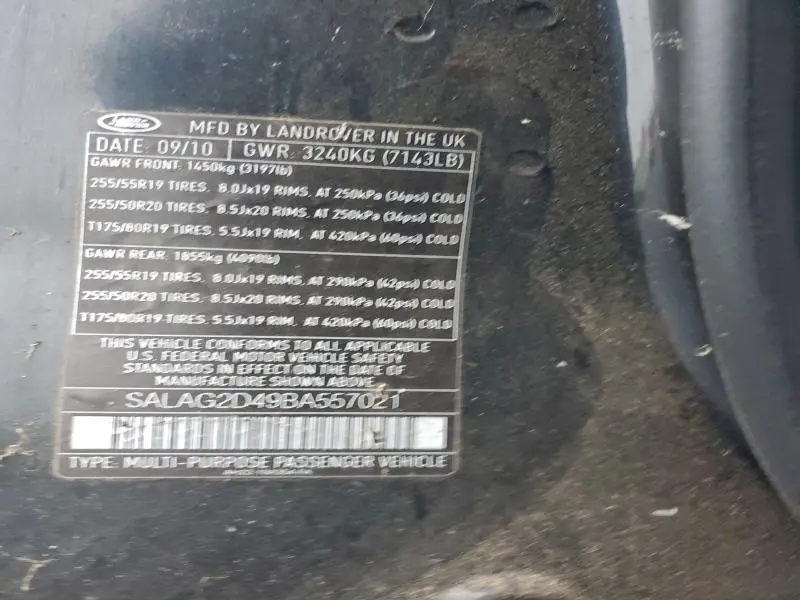 LAND ROVER
MFD BY LANDROVER IN THE UK
DATE: 09/10 GWR: 3240KG (7143LB)
GAWR FRONT: 1450kg (3197lb)
255/55R19 TIRES, 8.0Jx19 RIMS, AT 250kPa (36psi) COLD
255/50R20 TIRES, 8.5Jx20 RIMS, AT 250kPa (36psi) COLD
T175/80R19 TIRES, 5.5Jx19 RIM, AT 420kPa (60psi) COLD
GAWR REAR: 1855kg (4090lb)
255/55R19 TIRES, 8.0Jx19 RIMS, AT 290kPa (42psi) COLD
255/50R20 TIRES, 8.5Jx20 RIMS, AT 290kPa (42psi) COLD
T175/80R19 TIRES, 5.5Jx19 RIM, AT 420kPa (60psi) COLD
THIS VEHICLE CONFORMS TO ALL APPLICABLE
U.S. FEDERAL MOTOR VEHICLE SAFETY
STANDARDS IN EFFECT ON THE DATE OF
MANUFACTURE SHOWN ABOVE.
SALAG2D49BA557021
TYPE: MULTI-PURPOSE PASSENGER VEHICLE